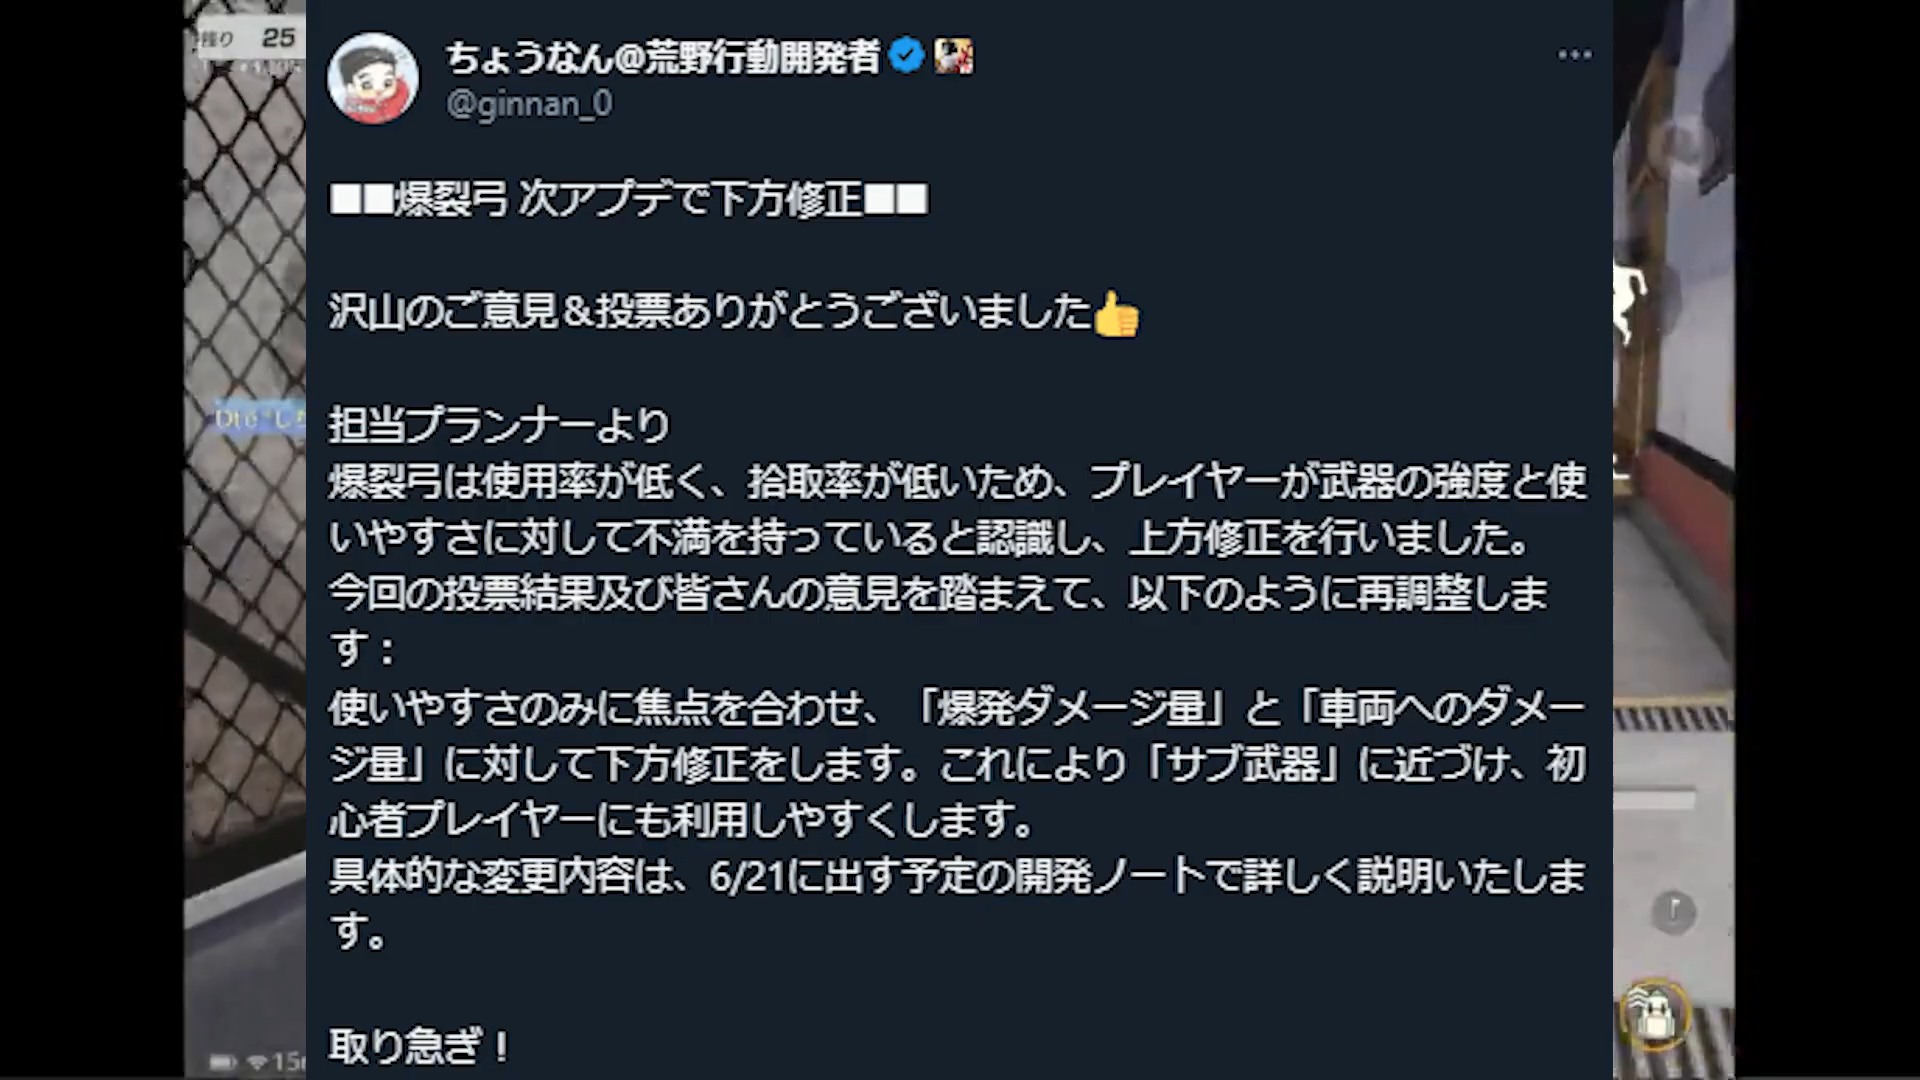 残り 25
ちょうなん@荒野行動開発者
@ginnan_0
■■爆裂弓 次アプデで下方修正■■
沢山のご意見＆投票ありがとうございました👍
担当プランナーより
爆裂弓は使用率が低く、拾取率が低いため、プレイヤーが武器の強度と使
いやすさに対して不満を持っていると認識し、上方修正を行いました。
今回の投票結果及び皆さんの意見を踏まえて、以下のように再調整しま
す：
使いやすさのみに焦点を合わせ、「爆発ダメージ量」と「車両へのダメー
ジ量」に対して下方修正をします。これにより「サブ武器」に近づけ、初
心者プレイヤーにも利用しやすくします。
具体的な変更内容は、6/21に出す予定の開発ノートで詳しく説明いたしま
す。
取り急ぎ！